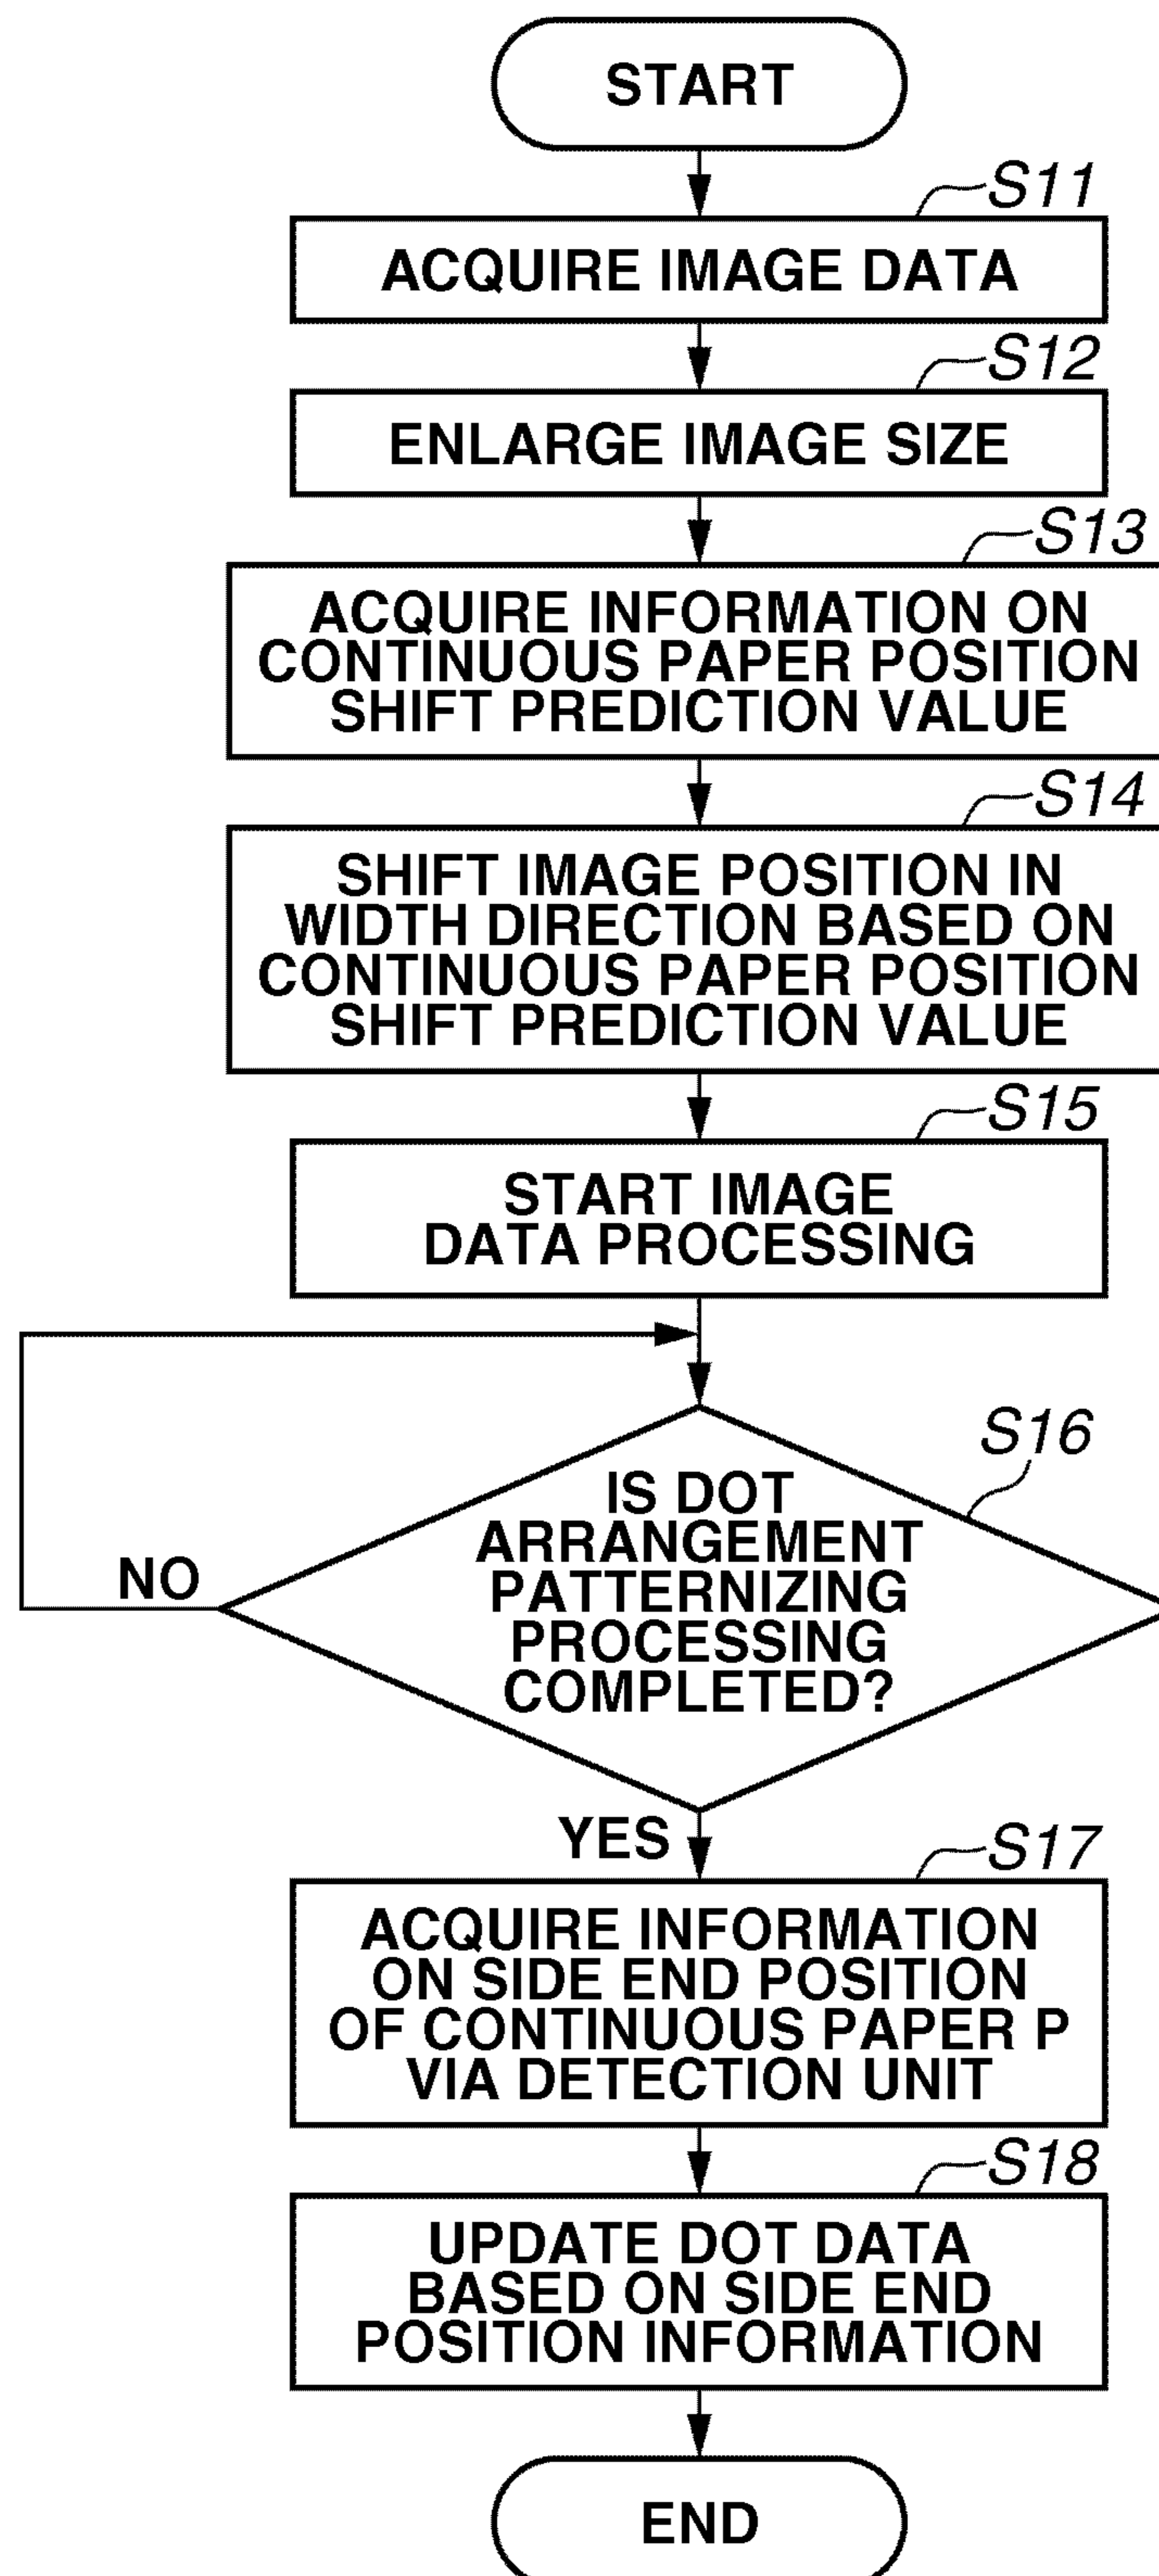 START
S11
ACQUIRE IMAGE DATA
S12
ENLARGE IMAGE SIZE
S13
ACQUIRE INFORMATION ON
CONTINUOUS PAPER POSITION
SHIFT PREDICTION VALUE
S14
SHIFT IMAGE POSITION IN
WIDTH DIRECTION BASED ON
CONTINUOUS PAPER POSITION
SHIFT PREDICTION VALUE
S15
START IMAGE
DATA PROCESSING
S16
IS DOT
ARRANGEMENT
PATTERNIZING
PROCESSING
COMPLETED?
NO
YES
S17
ACQUIRE INFORMATION
ON SIDE END POSITION
OF CONTINUOUS PAPER P
VIA DETECTION UNIT
S18
UPDATE DOT DATA
BASED ON SIDE END
POSITION INFORMATION
END